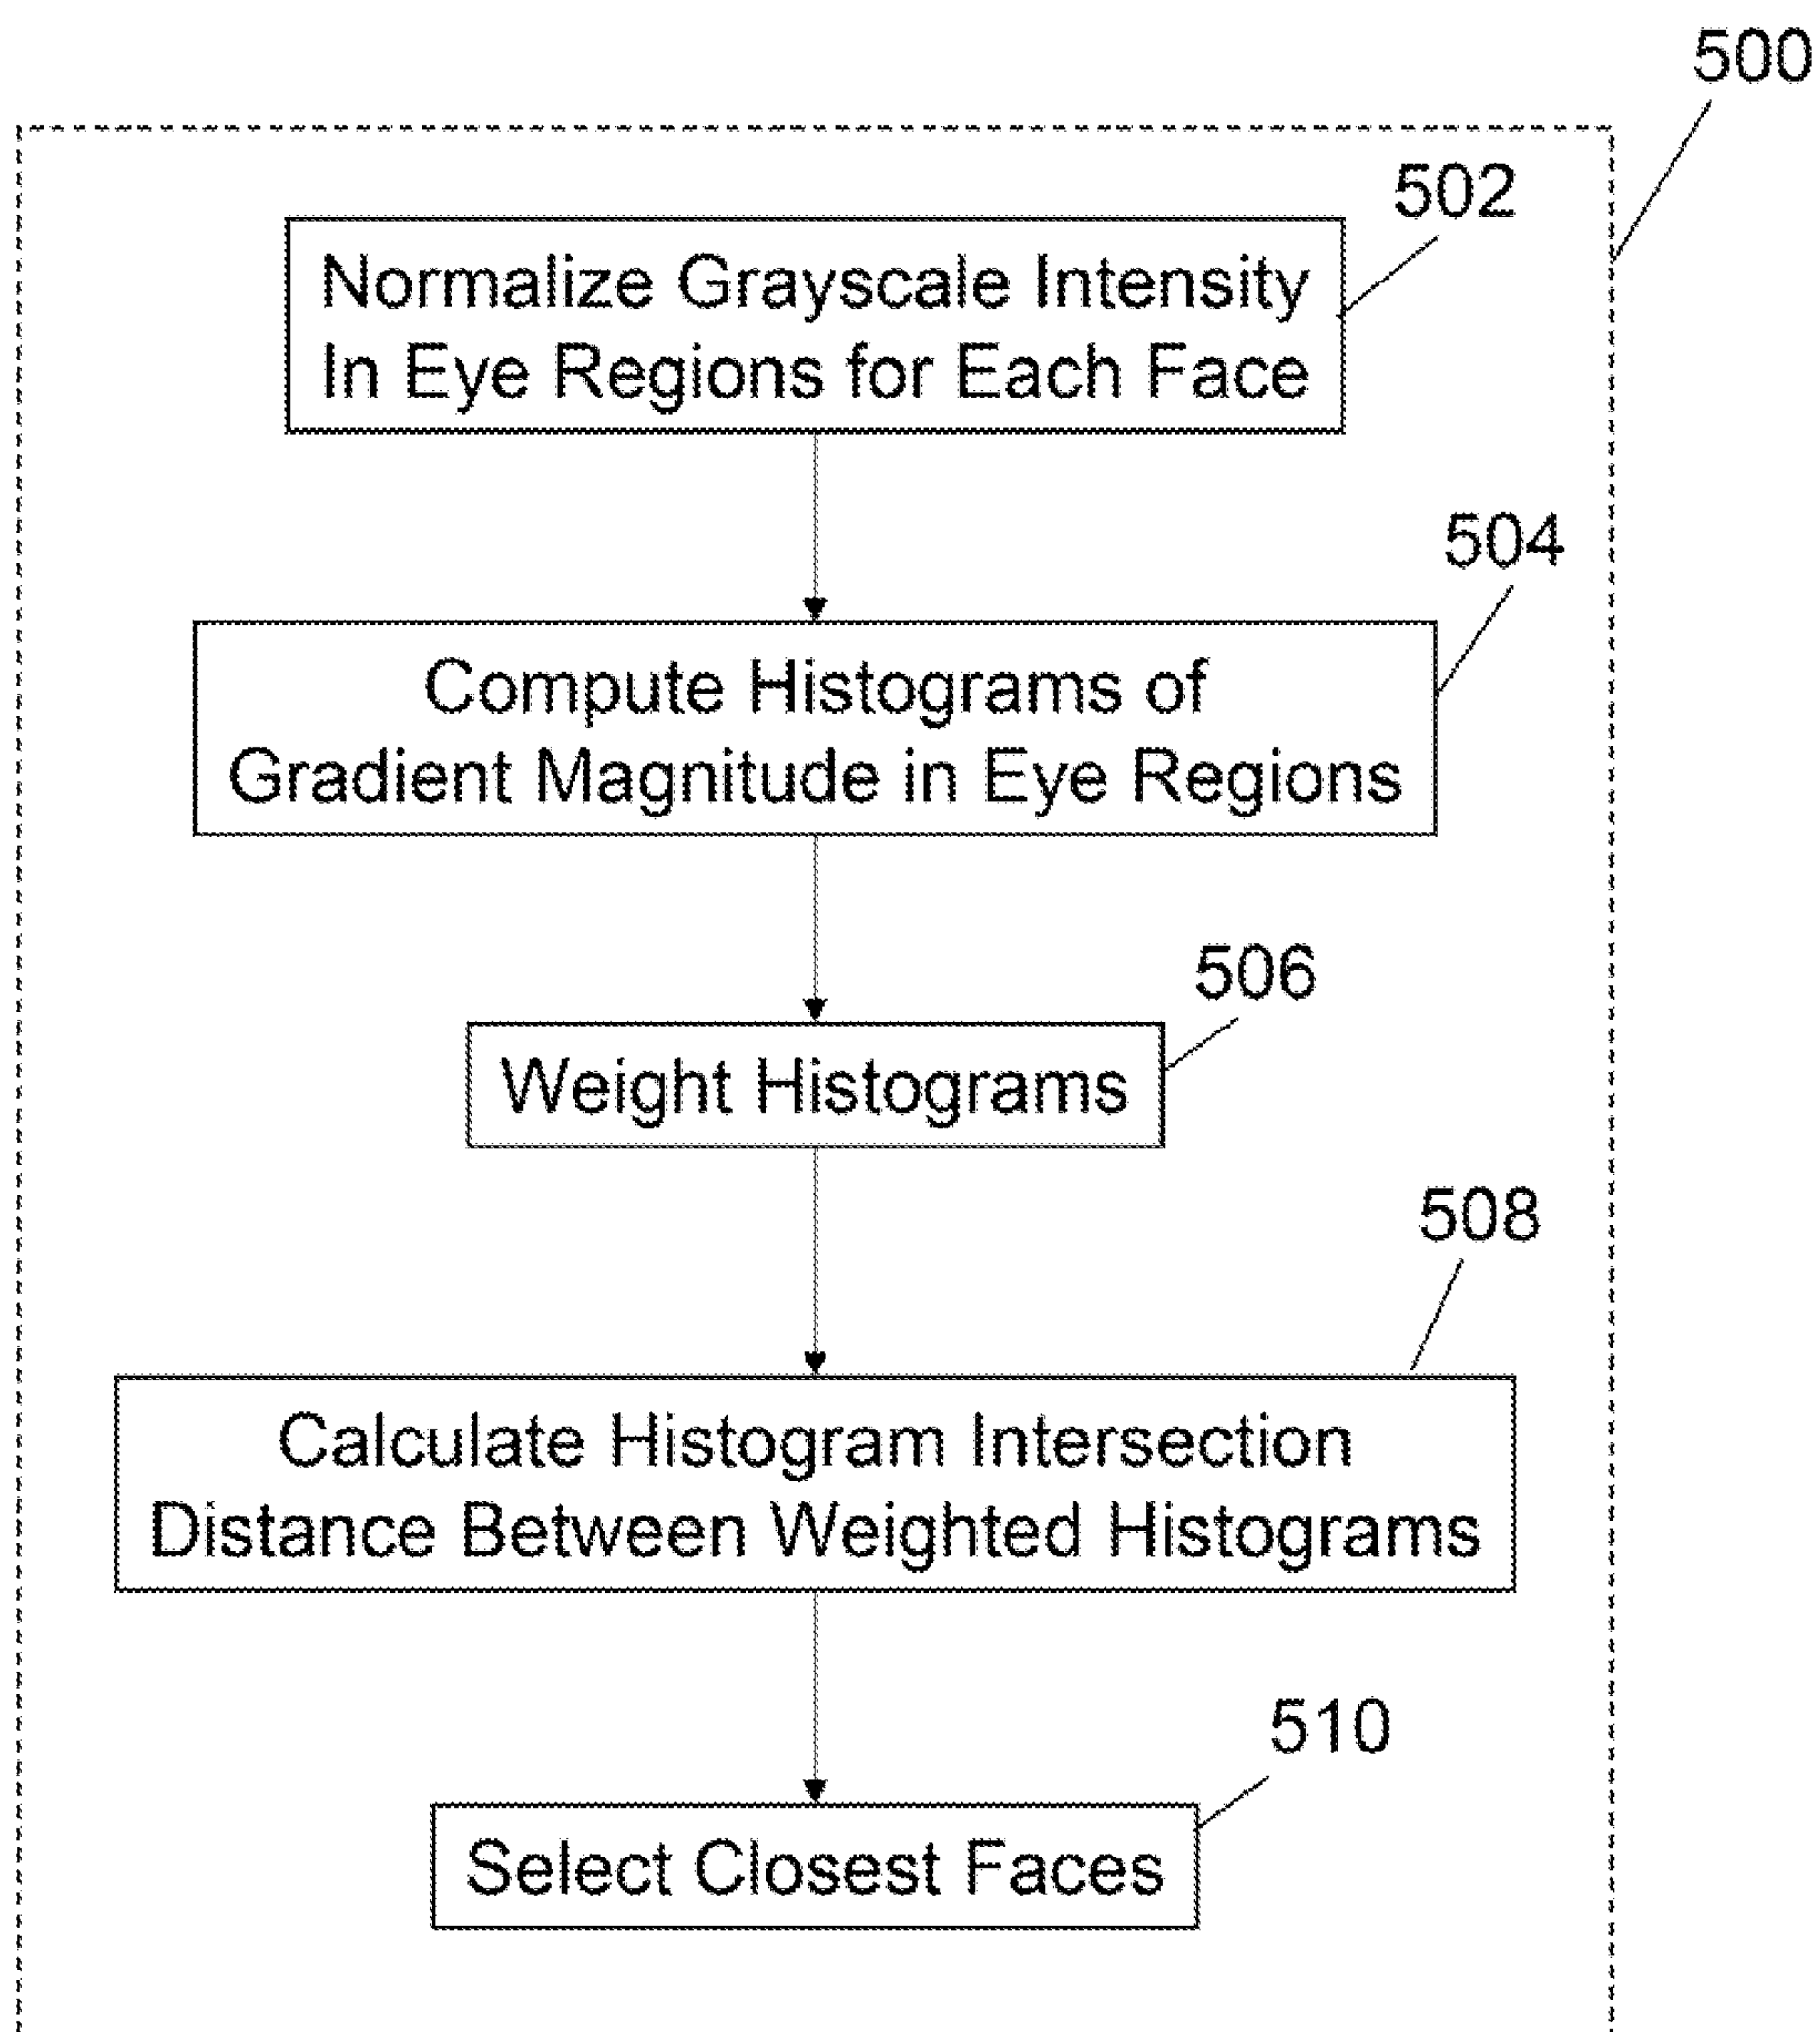 500
502
Normalize Grayscale Intensity
In Eye Regions for Each Face
504
Compute Histograms of
Gradient Magnitude in Eye Regions
506
Weight Histograms
508
Calculate Histogram Intersection
Distance Between Weighted Histograms
510
Select Closest Faces